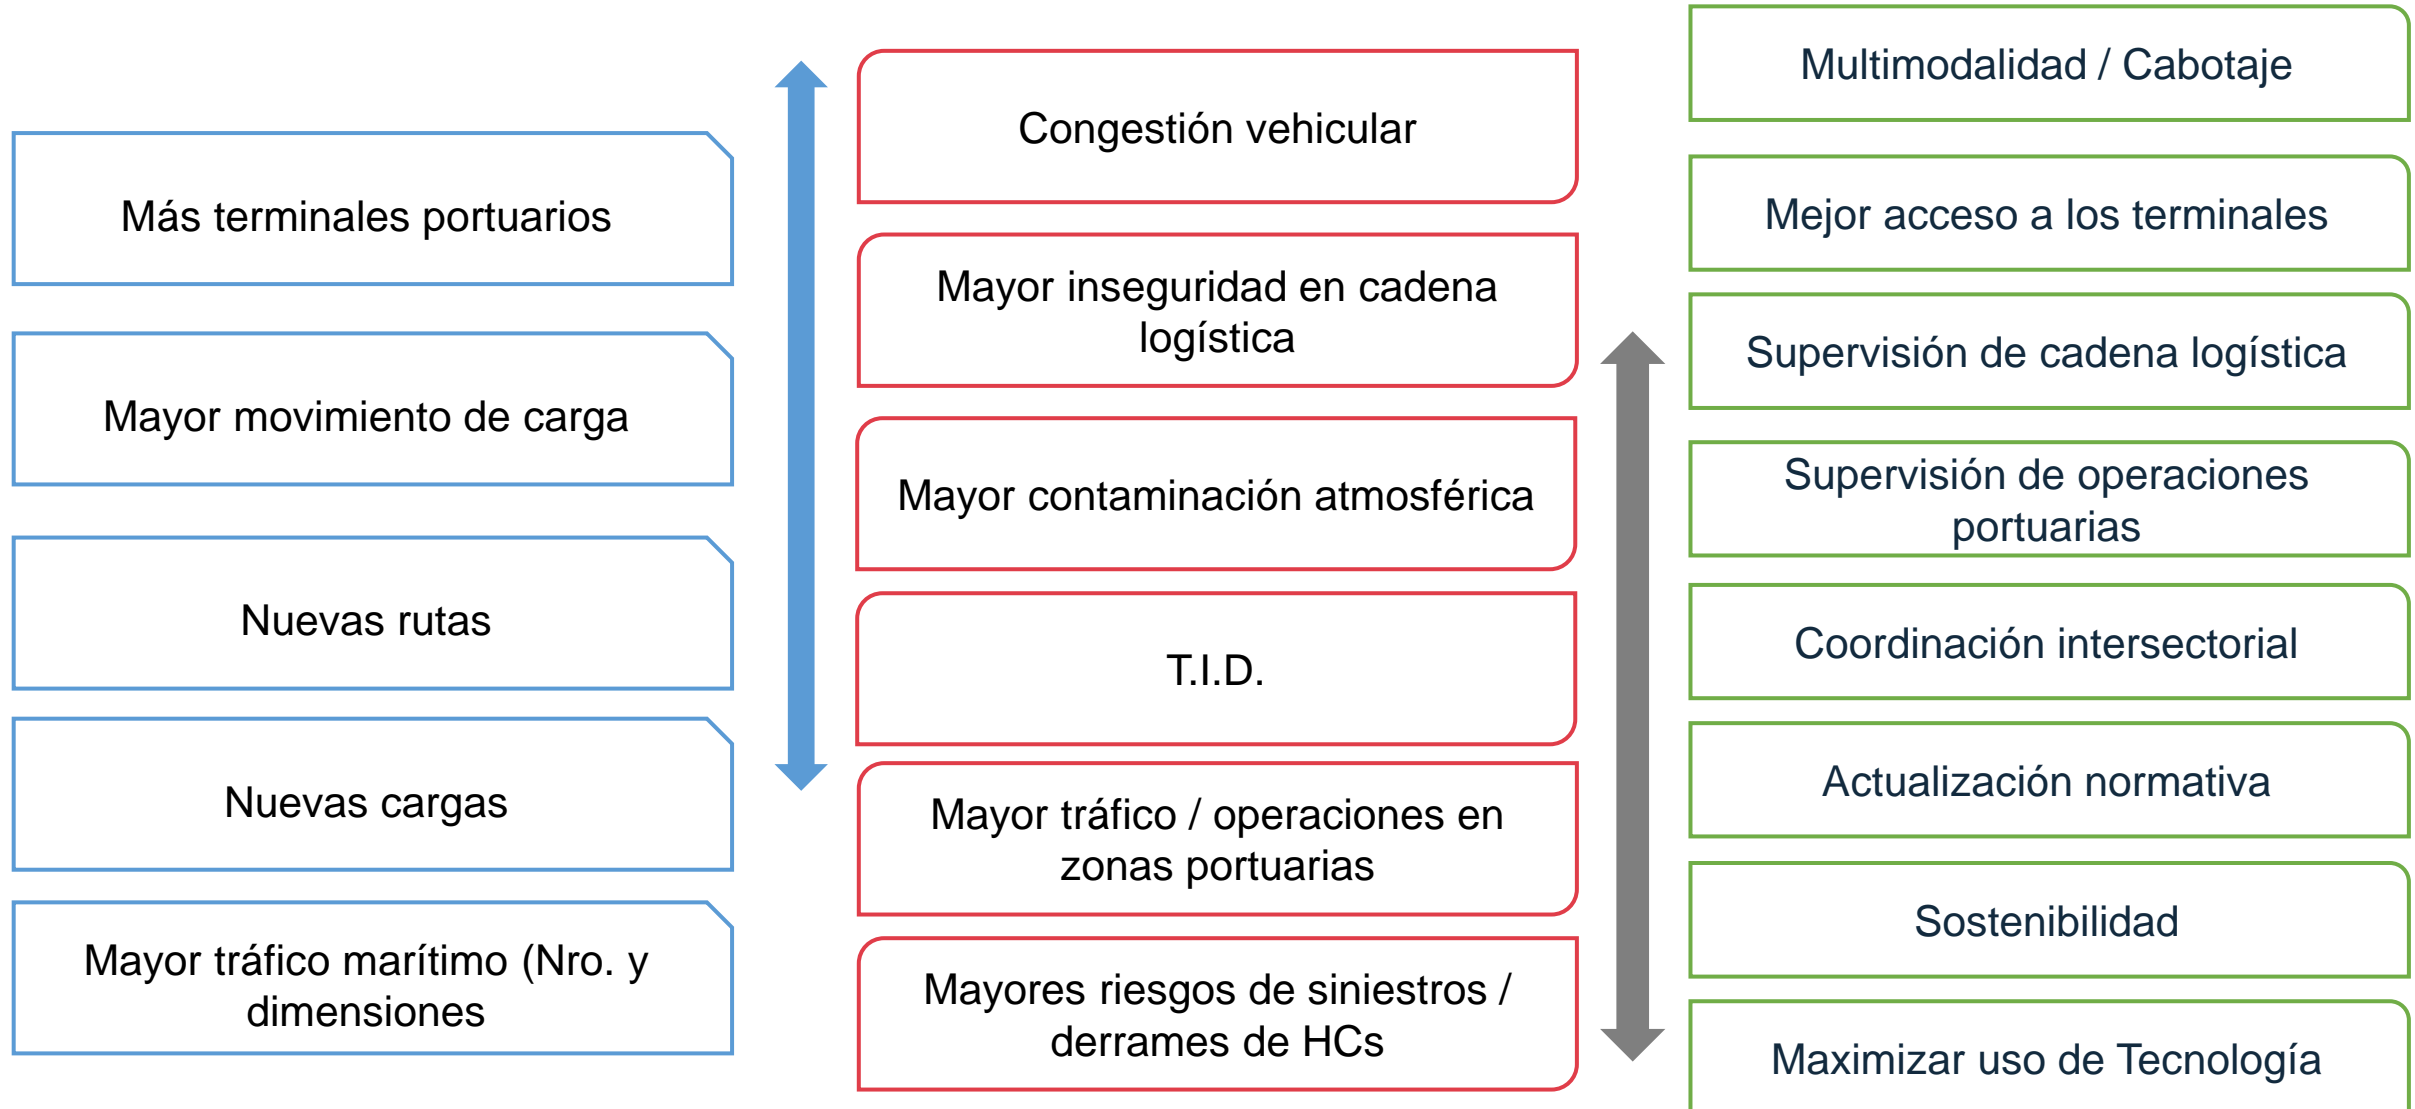 Más terminales portuarios
Mayor movimiento de carga
Nuevas rutas
Nuevas cargas
Mayor tráfico marítimo (Nro. y
dimensiones
Congestión vehicular
Mayor inseguridad en cadena
logística
Mayor contaminación atmosférica
T.I.D.
Mayor tráfico / operaciones en
zonas portuarias
Mayores riesgos de siniestros /
derrames de HCs
Multimodalidad / Cabotaje
Mejor acceso a los terminales
Supervisión de cadena logística
Supervisión de operaciones
portuarias
Coordinación intersectorial
Actualización normativa
Sostenibilidad
Maximizar uso de Tecnología